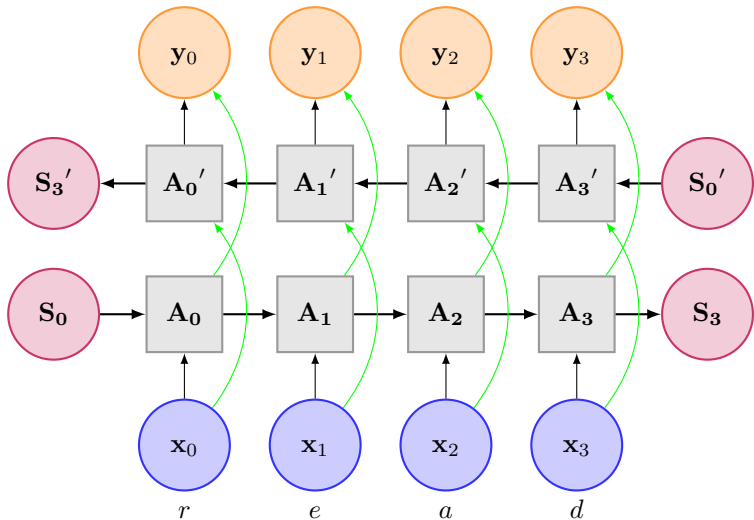 y₀ y₁ y₂ y₃
S₃′ A₀′ A₁′ A₂′ A₃′ S₀′
S₀ A₀ A₁ A₂ A₃ S₃
x₀ x₁ x₂ x₃
r e a d